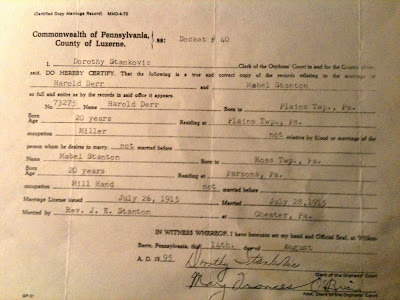 (Certified Copy Marriage Record) MMO-4-72
Commonwealth of Pennsylvania,
County of Luzerne.
SS: Docket # 40
I, Dorothy Stankovic Clerk of the Orphans' Court in and for the County afore-
said, DO HEREBY CERTIFY, That the following is a true and correct copy of the records relating to the marriage of
Harold Derr and Mabel Stanton
so full and entire as by the records in said office it appears.
No. 73275 Name Harold Derr Born in Plains Twp., Pa.
Born
Age 20 years Residing at Plains Twp., Pa.
occupation Miller not relative by blood or marriage of the
person whom he desires to marry. not married before
Name Mabel Stanton Born in Ross Twp., Pa.
Born
Age 20 years Residing at Parsons, Pa.
occupation Mill Hand not married before
Marriage License issued July 26, 1915 Married July 28, 1915
Married by Rev. J. E. Stanton at Chester, Pa.
IN WITNESS WHEREOF, I have hereunto set my hand and Official Seal, at Wilkes-
Barre, Pennsylvania, this 14th. day of August
A. D. 19 95 Dorothy Stankovic
Clerk of the Orphans' Court
Mary Frances O'Brien
Clerk of the Orphans' Court